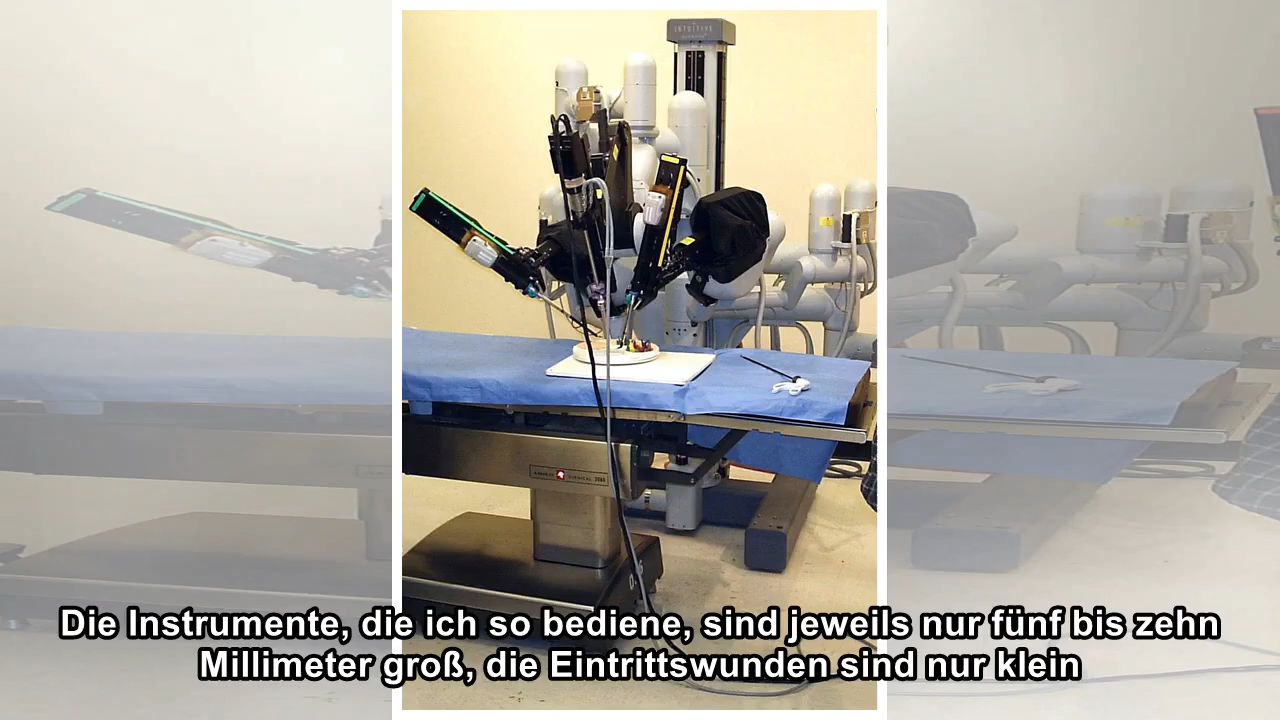 INTUITIVE
Die Instrumente, die ich so bediene, sind jeweils nur fünf bis zehn
Millimeter groß, die Eintrittswunden sind nur klein